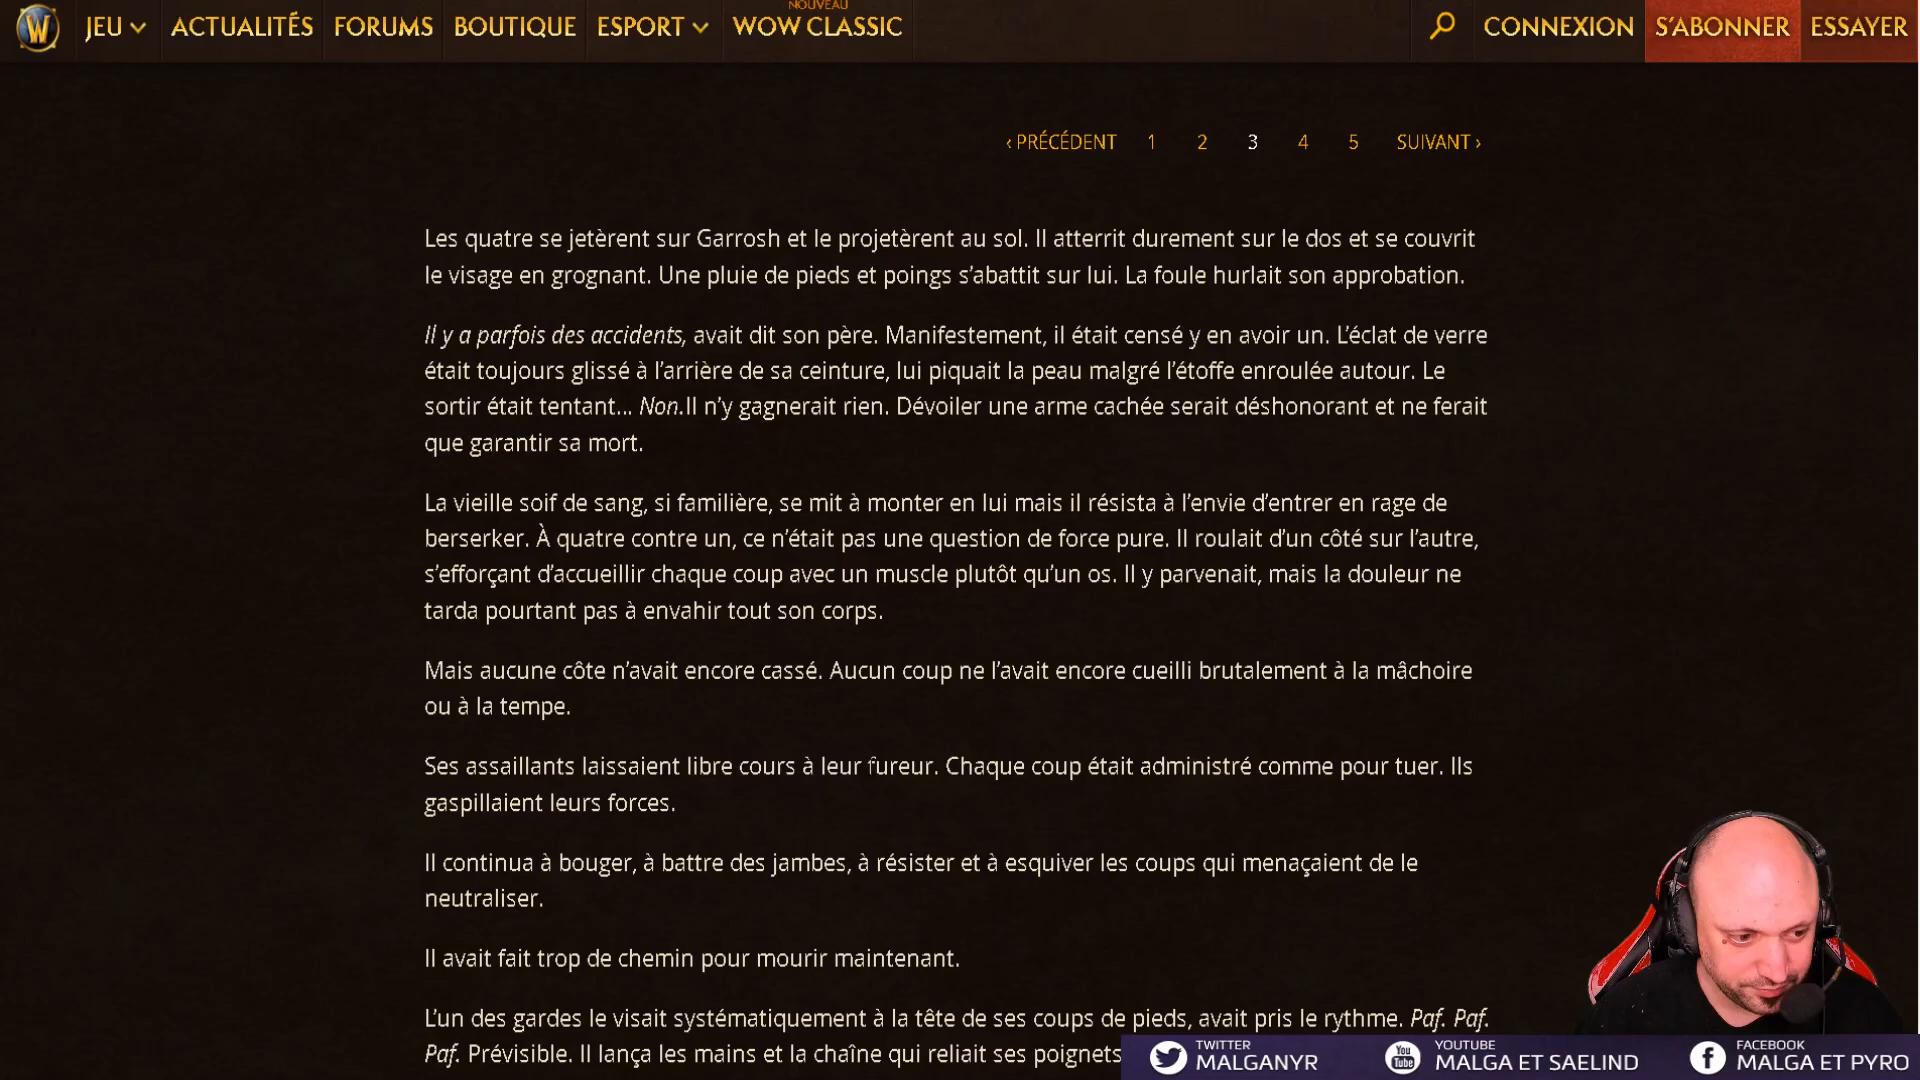 NOUVEAU
JEU ACTUALITÉS FORUMS BOUTIQUE ESPORT WOW CLASSIC CONNEXION S'ABONNER ESSAYER
‹ PRÉCÉDENT 1 2 3 4 5 SUIVANT ›
Les quatre se jetèrent sur Garrosh et le projetèrent au sol. Il atterrit durement sur le dos et se couvrit
le visage en grognant. Une pluie de pieds et poings s’abattit sur lui. La foule hurlait son approbation.
Il y a parfois des accidents, avait dit son père. Manifestement, il était censé y en avoir un. L’éclat de verre
était toujours glissé à l’arrière de sa ceinture, lui piquait la peau malgré l’étoffe enroulée autour. Le
sortir était tentant... Non.Il n’y gagnerait rien. Dévoiler une arme cachée serait déshonorant et ne ferait
que garantir sa mort.
La vieille soif de sang, si familière, se mit à monter en lui mais il résista à l’envie d’entrer en rage de
berserker. À quatre contre un, ce n’était pas une question de force pure. Il roulait d’un côté sur l’autre,
s’efforçant d’accueillir chaque coup avec un muscle plutôt qu’un os. Il y parvenait, mais la douleur ne
tarda pourtant pas à envahir tout son corps.
Mais aucune côte n’avait encore cassé. Aucun coup ne l’avait encore cueilli brutalement à la mâchoire
ou à la tempe.
Ses assaillants laissaient libre cours à leur fureur. Chaque coup était administré comme pour tuer. Ils
gaspillaient leurs forces.
Il continua à bouger, à battre des jambes, à résister et à esquiver les coups qui menaçaient de le
neutraliser.
Il avait fait trop de chemin pour mourir maintenant.
L’un des gardes le visait systématiquement à la tête de ses coups de pieds, avait pris le rythme. Paf. Paf.
Paf. Prévisible. Il lança les mains et la chaîne qui reliait ses poignets
TWITTER YOUTUBE FACEBOOK
MALGANYR MALGA ET SAELIND MALGA ET PYRO